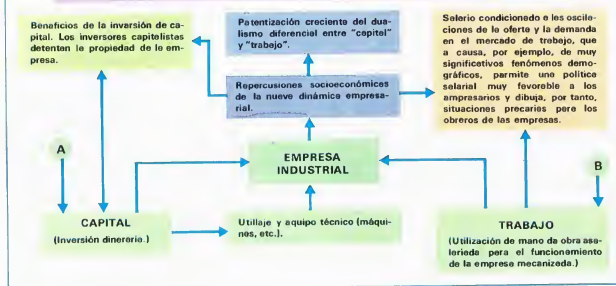 Beneficios de la inversión de ca-
pital. Los inversores capitalistas
detentan la propiedad de la em-
presa.
Patentización creciente del dua-
lismo diferencial entre "capital"
y "trabajo".
Salario condicionado a las oscila-
ciones de la oferta y la demanda
en el mercado de trabajo, que
a causa, por ejemplo, de muy
significativos fenómenos demo-
gráficos, permite una política
salarial muy favorable a los
empresarios y dibuja, por tanto,
situaciones precarias para los
obreros de las empresas.
Repercusiones socioeconómicas
de la nueva dinámica empresa-
rial.
A
EMPRESA
INDUSTRIAL
B
CAPITAL
(Inversión dineraria.)
Utillaje y equipo técnico (máqui-
nas, etc.).
TRABAJO
(Utilización de mano de obra asa-
lariada para el funcionamiento
de la empresa mecanizada.)